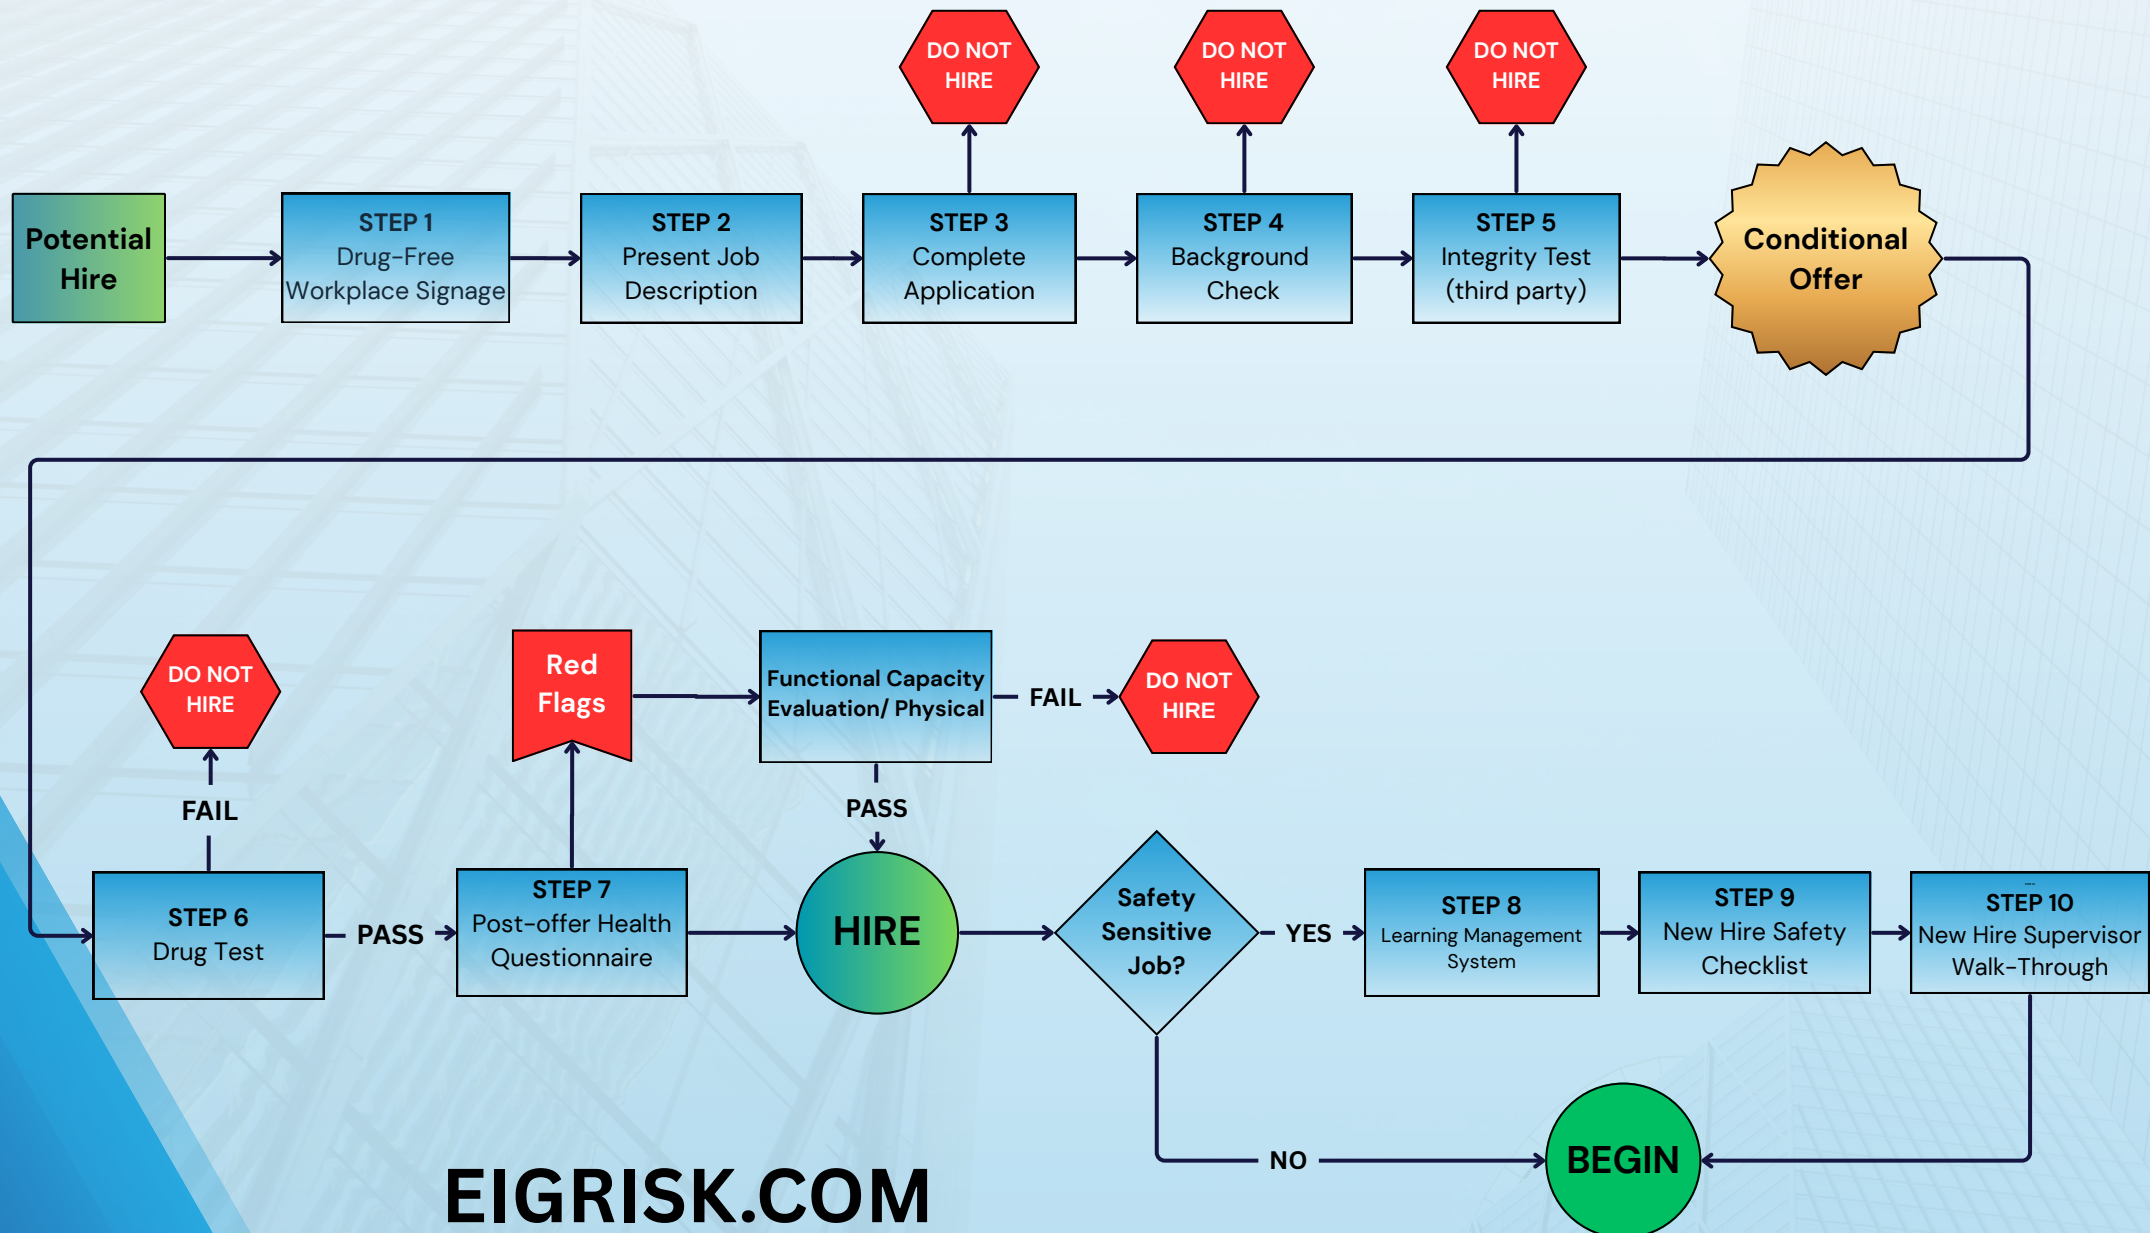 DO NOT
HIRE
DO NOT
HIRE
DO NOT
HIRE
Potential
Hire
STEP 1
Drug-Free
Workplace Signage
STEP 2
Present Job
Description
STEP 3
Complete
Application
STEP 4
Background
Check
STEP 5
Integrity Test
(third party)
Conditional
Offer
DO NOT
HIRE
FAIL
Red
Flags
Functional Capacity
Evaluation/ Physical
FAIL
DO NOT
HIRE
PASS
STEP 6
Drug Test
PASS
STEP 7
Post-offer Health
Questionnaire
HIRE
Safety
Sensitive
Job?
YES
STEP 8
Learning Management
System
STEP 9
New Hire Safety
Checklist
STEP 10
New Hire Supervisor
Walk-Through
NO
BEGIN
EIGRISK.COM